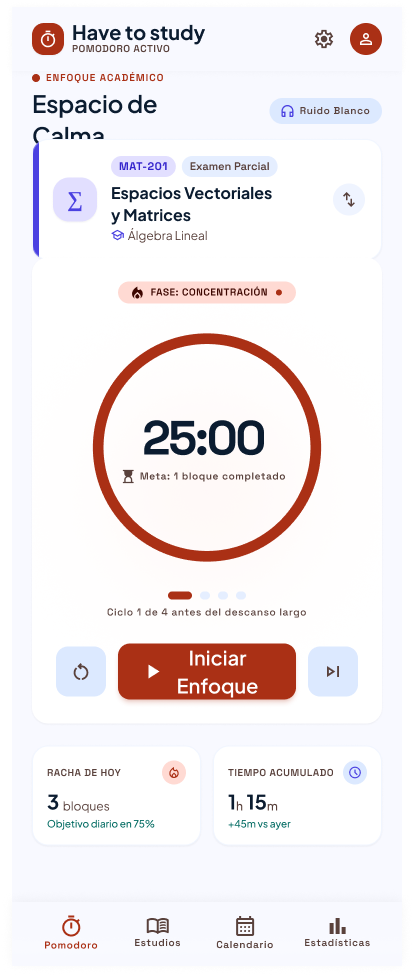 Have to study
POMODORO ACTIVO
ENFOQUE ACADÉMICO
Espacio de
Calma
Ruido Blanco
MAT-201
Examen Parcial
Σ
Espacios Vectoriales
y Matrices
Álgebra Lineal
FASE: CONCENTRACIÓN
25:00
Meta: 1 bloque completado
Ciclo 1 de 4 antes del descanso largo
Iniciar
Enfoque
RACHA DE HOY
3 bloques
Objetivo diario en 75%
TIEMPO ACUMULADO
1h 15m
+45m vs ayer
Pomodoro
Estudios
Calendario
Estadísticas